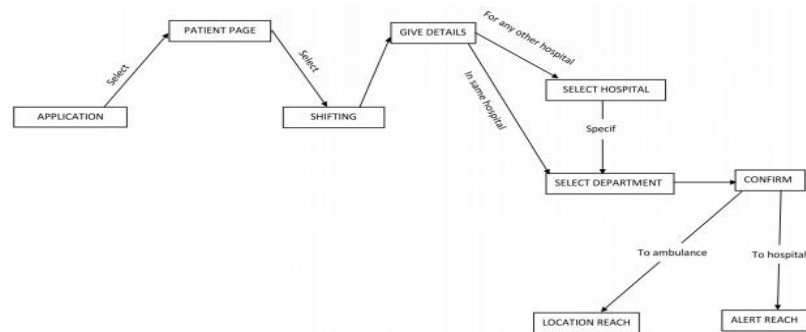 PATIENT PAGE
GIVE DETAILS
For any other hospital
Select
Select
In same hospital
SELECT HOSPITAL
APPLICATION
SHIFTING
Specif
SELECT DEPARTMENT
CONFIRM
To ambulance
To hospital
LOCATION REACH
ALERT REACH